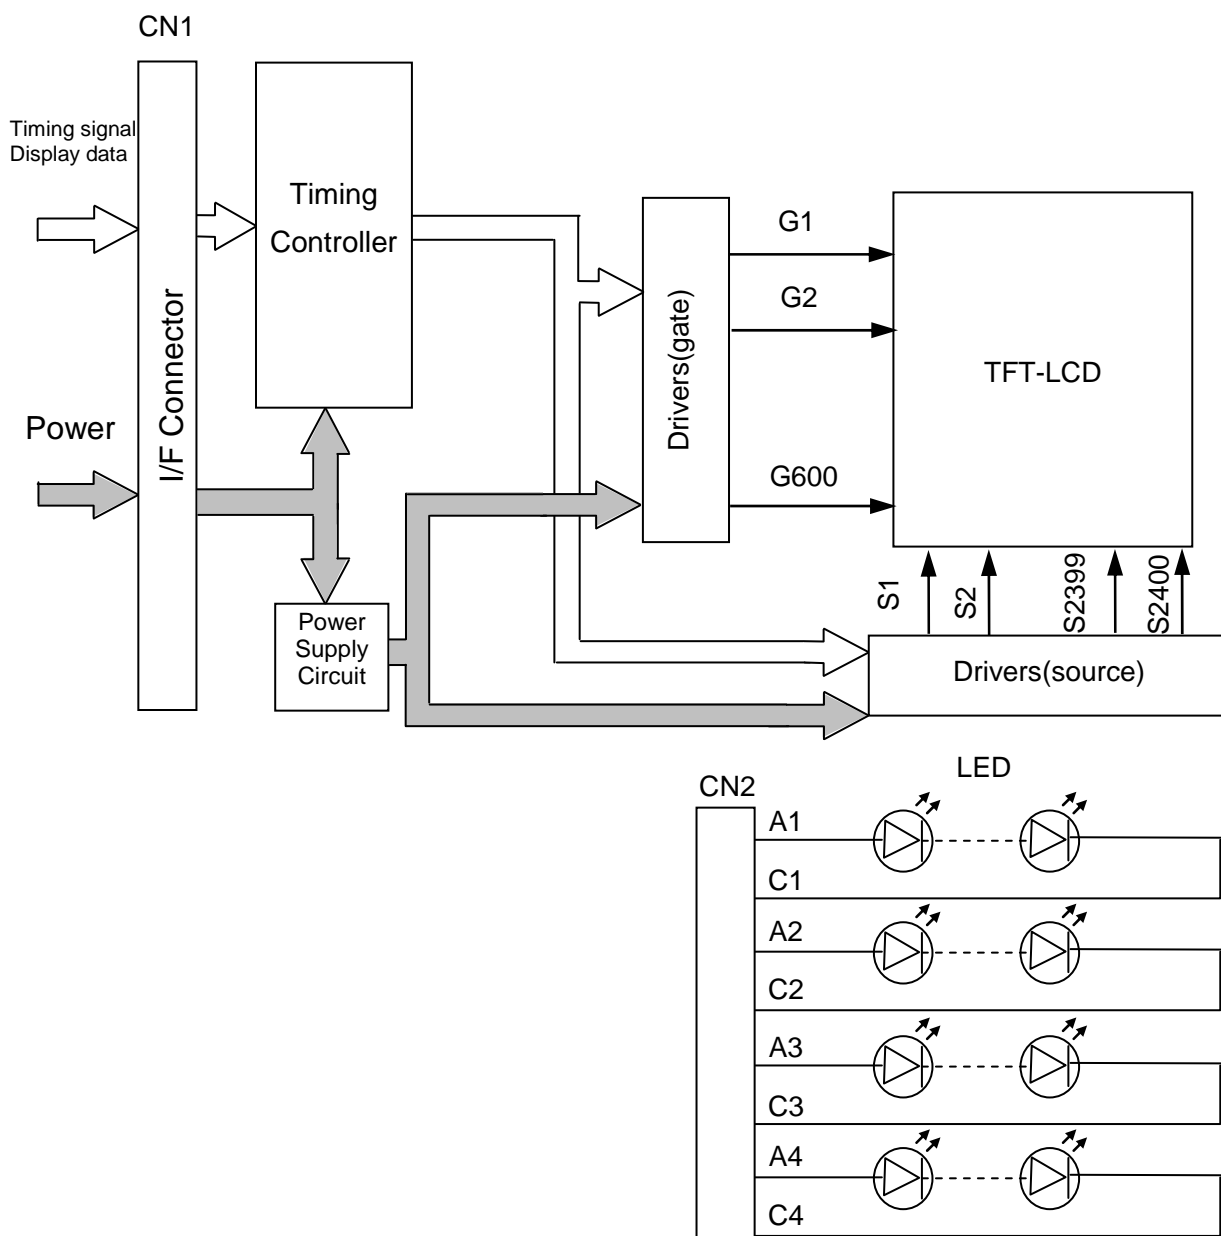 CN1
Timing signal
Display data
Power
I/F Connector
Timing
Controller
Power
Supply
Circuit
Drivers(gate)
G1
G2
G600
TFT-LCD
S1
S2
S2399
S2400
Drivers(source)
LED
CN2
A1
C1
A2
C2
A3
C3
A4
C4